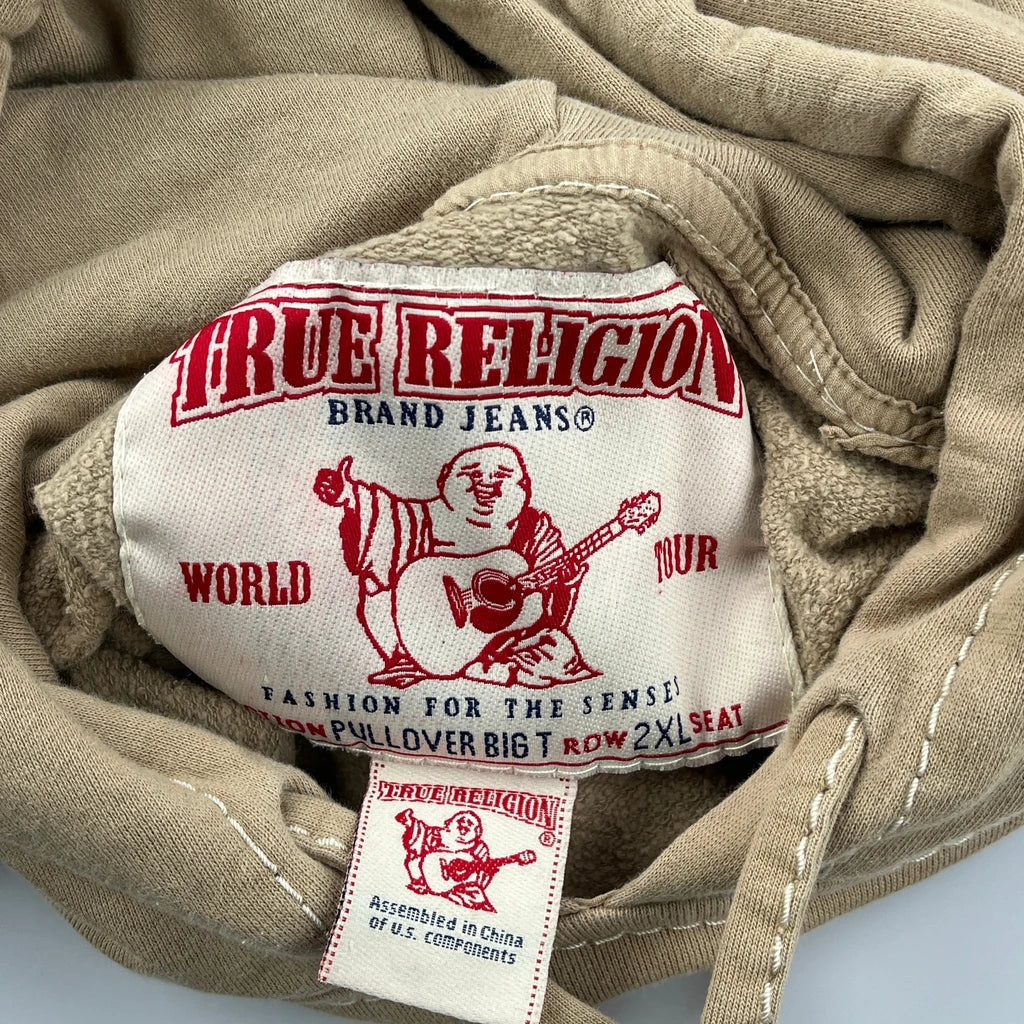 TRUE RELIGION
BRAND JEANS®
WORLD TOUR
FASHION FOR THE SENSES
PULLOVER BIG T ROW 2XL SEAT
TRUE RELIGION
®
Assembled in China
of U.S. COMPONENTS